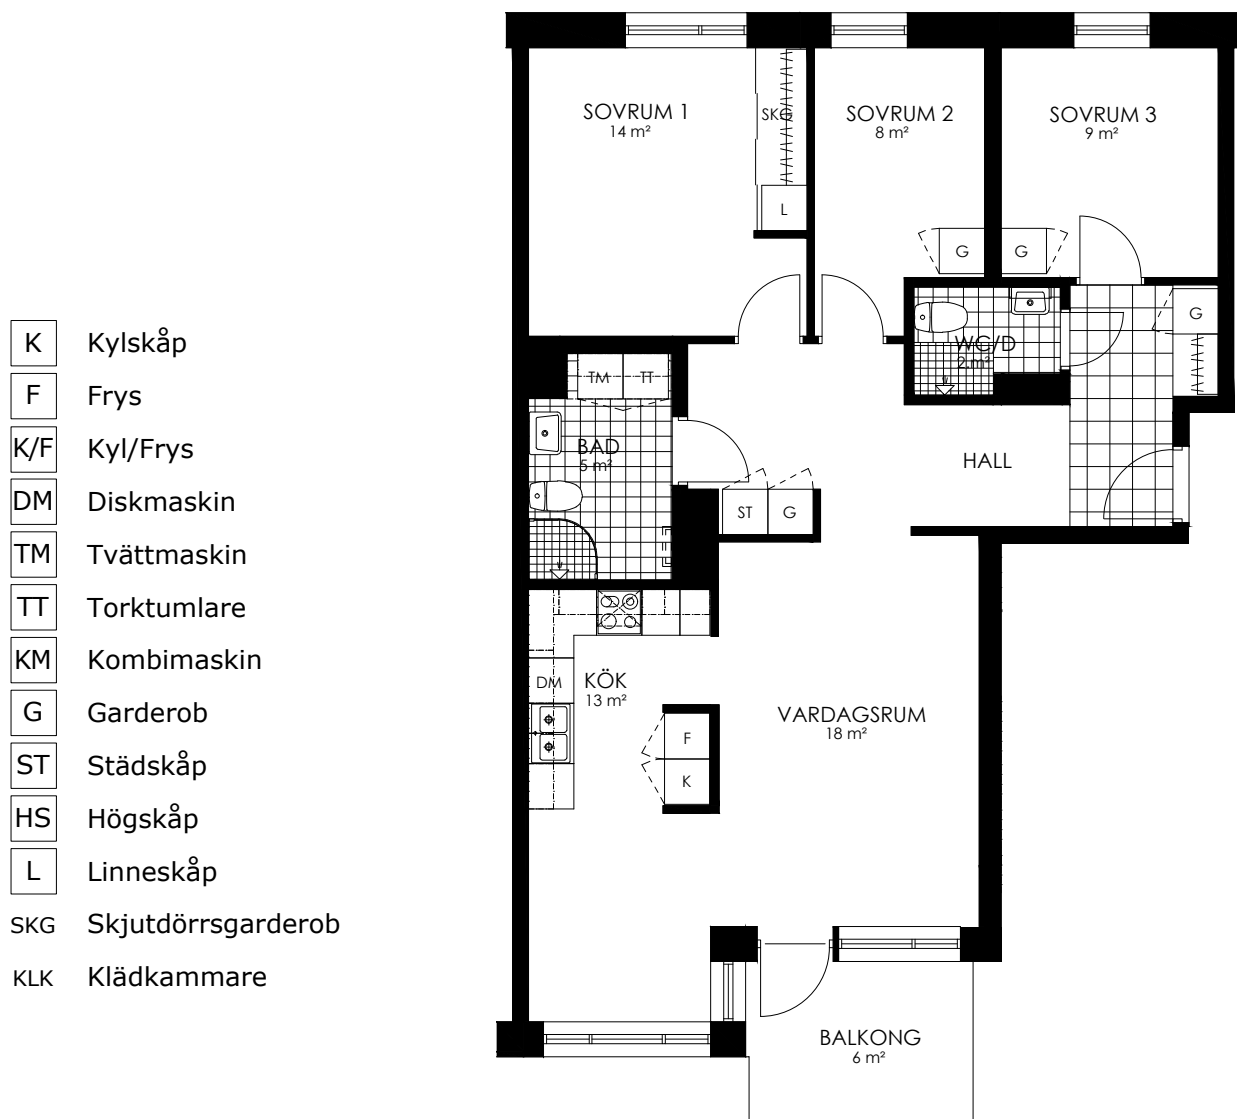 K Kylskåp
F Frys
K/F Kyl/Frys
DM Diskmaskin
TM Tvättmaskin
TT Torktumlare
KM Kombimaskin
G Garderob
ST Städskåp
HS Högskåp
L Linneskåp
SKG Skjutdörrsgarderob
KLK Klädkammare
SOVRUM 1
14 m²
SKG
L
SOVRUM 2
8 m²
G
SOVRUM 3
9 m²
G
WC/D
2 m²
G
TM
TT
BAD
5 m²
ST
G
HALL
DM
KÖK
13 m²
F
K
VARDAGSRUM
18 m²
BALKONG
6 m²